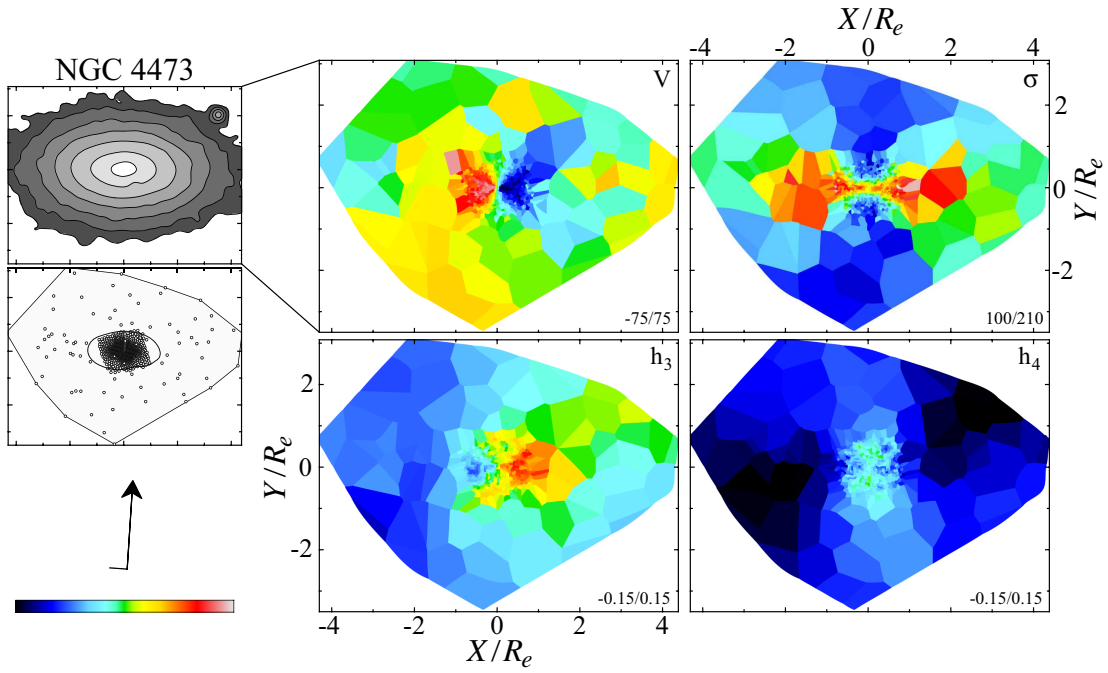 X/Rₑ
-4 -2 0 2 4
NGC 4473
V
σ
2
0
-2
Y/Rₑ
-75/75
100/210
h₃
h₄
2
0
-2
Y/Rₑ
-0.15/0.15
-0.15/0.15
-4 -2 0 2 4
X/Rₑ